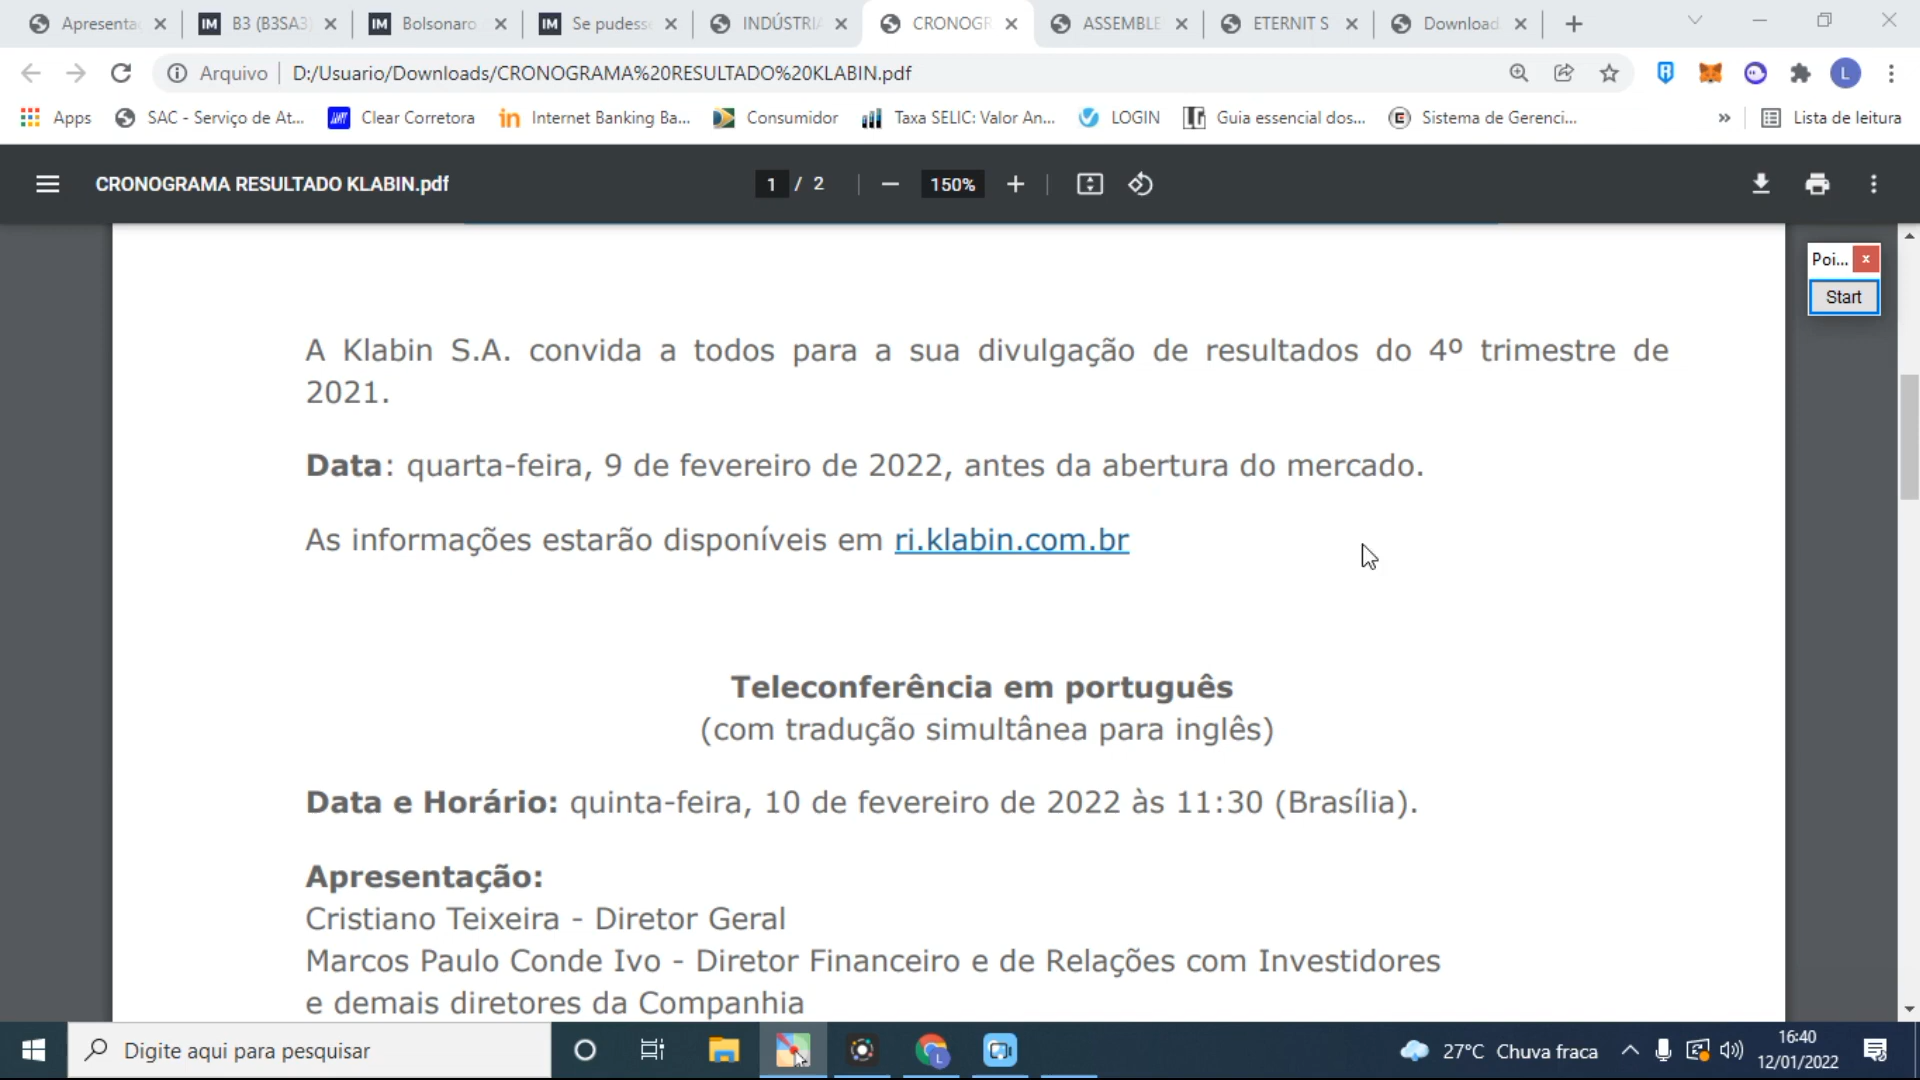 Apresenta
B3 (B3SA3)
Bolsonaro
Se pudess
INDÚSTRIA
CRONOGR
ASSEMBLE
ETERNIT S
Download
Arquivo
D:/Usuario/Downloads/CRONOGRAMA%20RESULTADO%20KLABIN.pdf
L
Apps
SAC - Serviço de At...
Clear Corretora
in Internet Banking Ba...
Consumidor
Taxa SELIC: Valor An...
LOGIN
Guia essencial dos...
Sistema de Gerenci...
»
Lista de leitura
CRONOGRAMA RESULTADO KLABIN.pdf
1 / 2
150%
Poi...
Start
A Klabin S.A. convida a todos para a sua divulgação de resultados do 4º trimestre de
2021.
Data: quarta-feira, 9 de fevereiro de 2022, antes da abertura do mercado.
As informações estarão disponíveis em ri.klabin.com.br
Teleconferência em português
(com tradução simultânea para inglês)
Data e Horário: quinta-feira, 10 de fevereiro de 2022 às 11:30 (Brasília).
Apresentação:
Cristiano Teixeira - Diretor Geral
Marcos Paulo Conde Ivo - Diretor Financeiro e de Relações com Investidores
e demais diretores da Companhia
Digite aqui para pesquisar
27°C Chuva fraca
16:40
12/01/2022